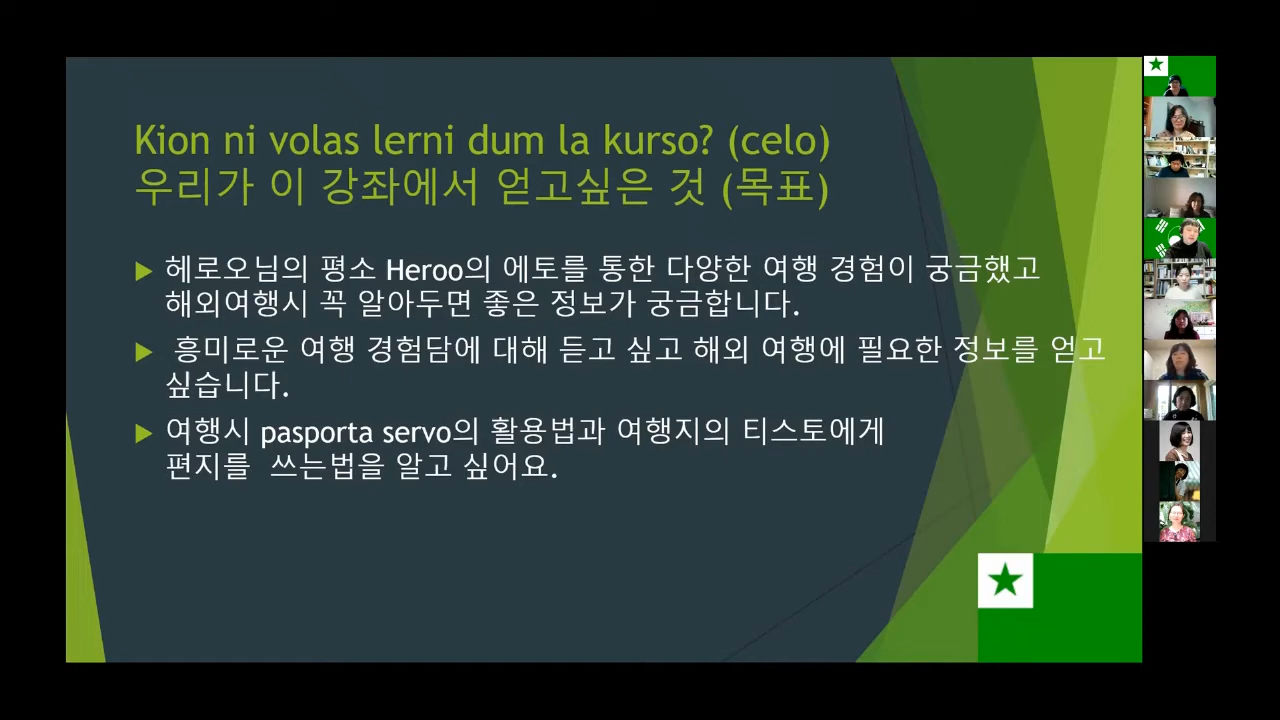 Kion ni volas lerni dum la kurso? (celo)
우리가 이 강좌에서 얻고싶은 것 (목표)
헤로오님의 평소 Heroo의 에토를 통한 다양한 여행 경험이 궁금했고
해외여행시 꼭 알아두면 좋은 정보가 궁금합니다.
흥미로운 여행 경험담에 대해 듣고 싶고 해외 여행에 필요한 정보를 얻고
싶습니다.
여행시 pasporta servo의 활용법과 여행지의 티스토에게
편지를 쓰는법을 알고 싶어요.